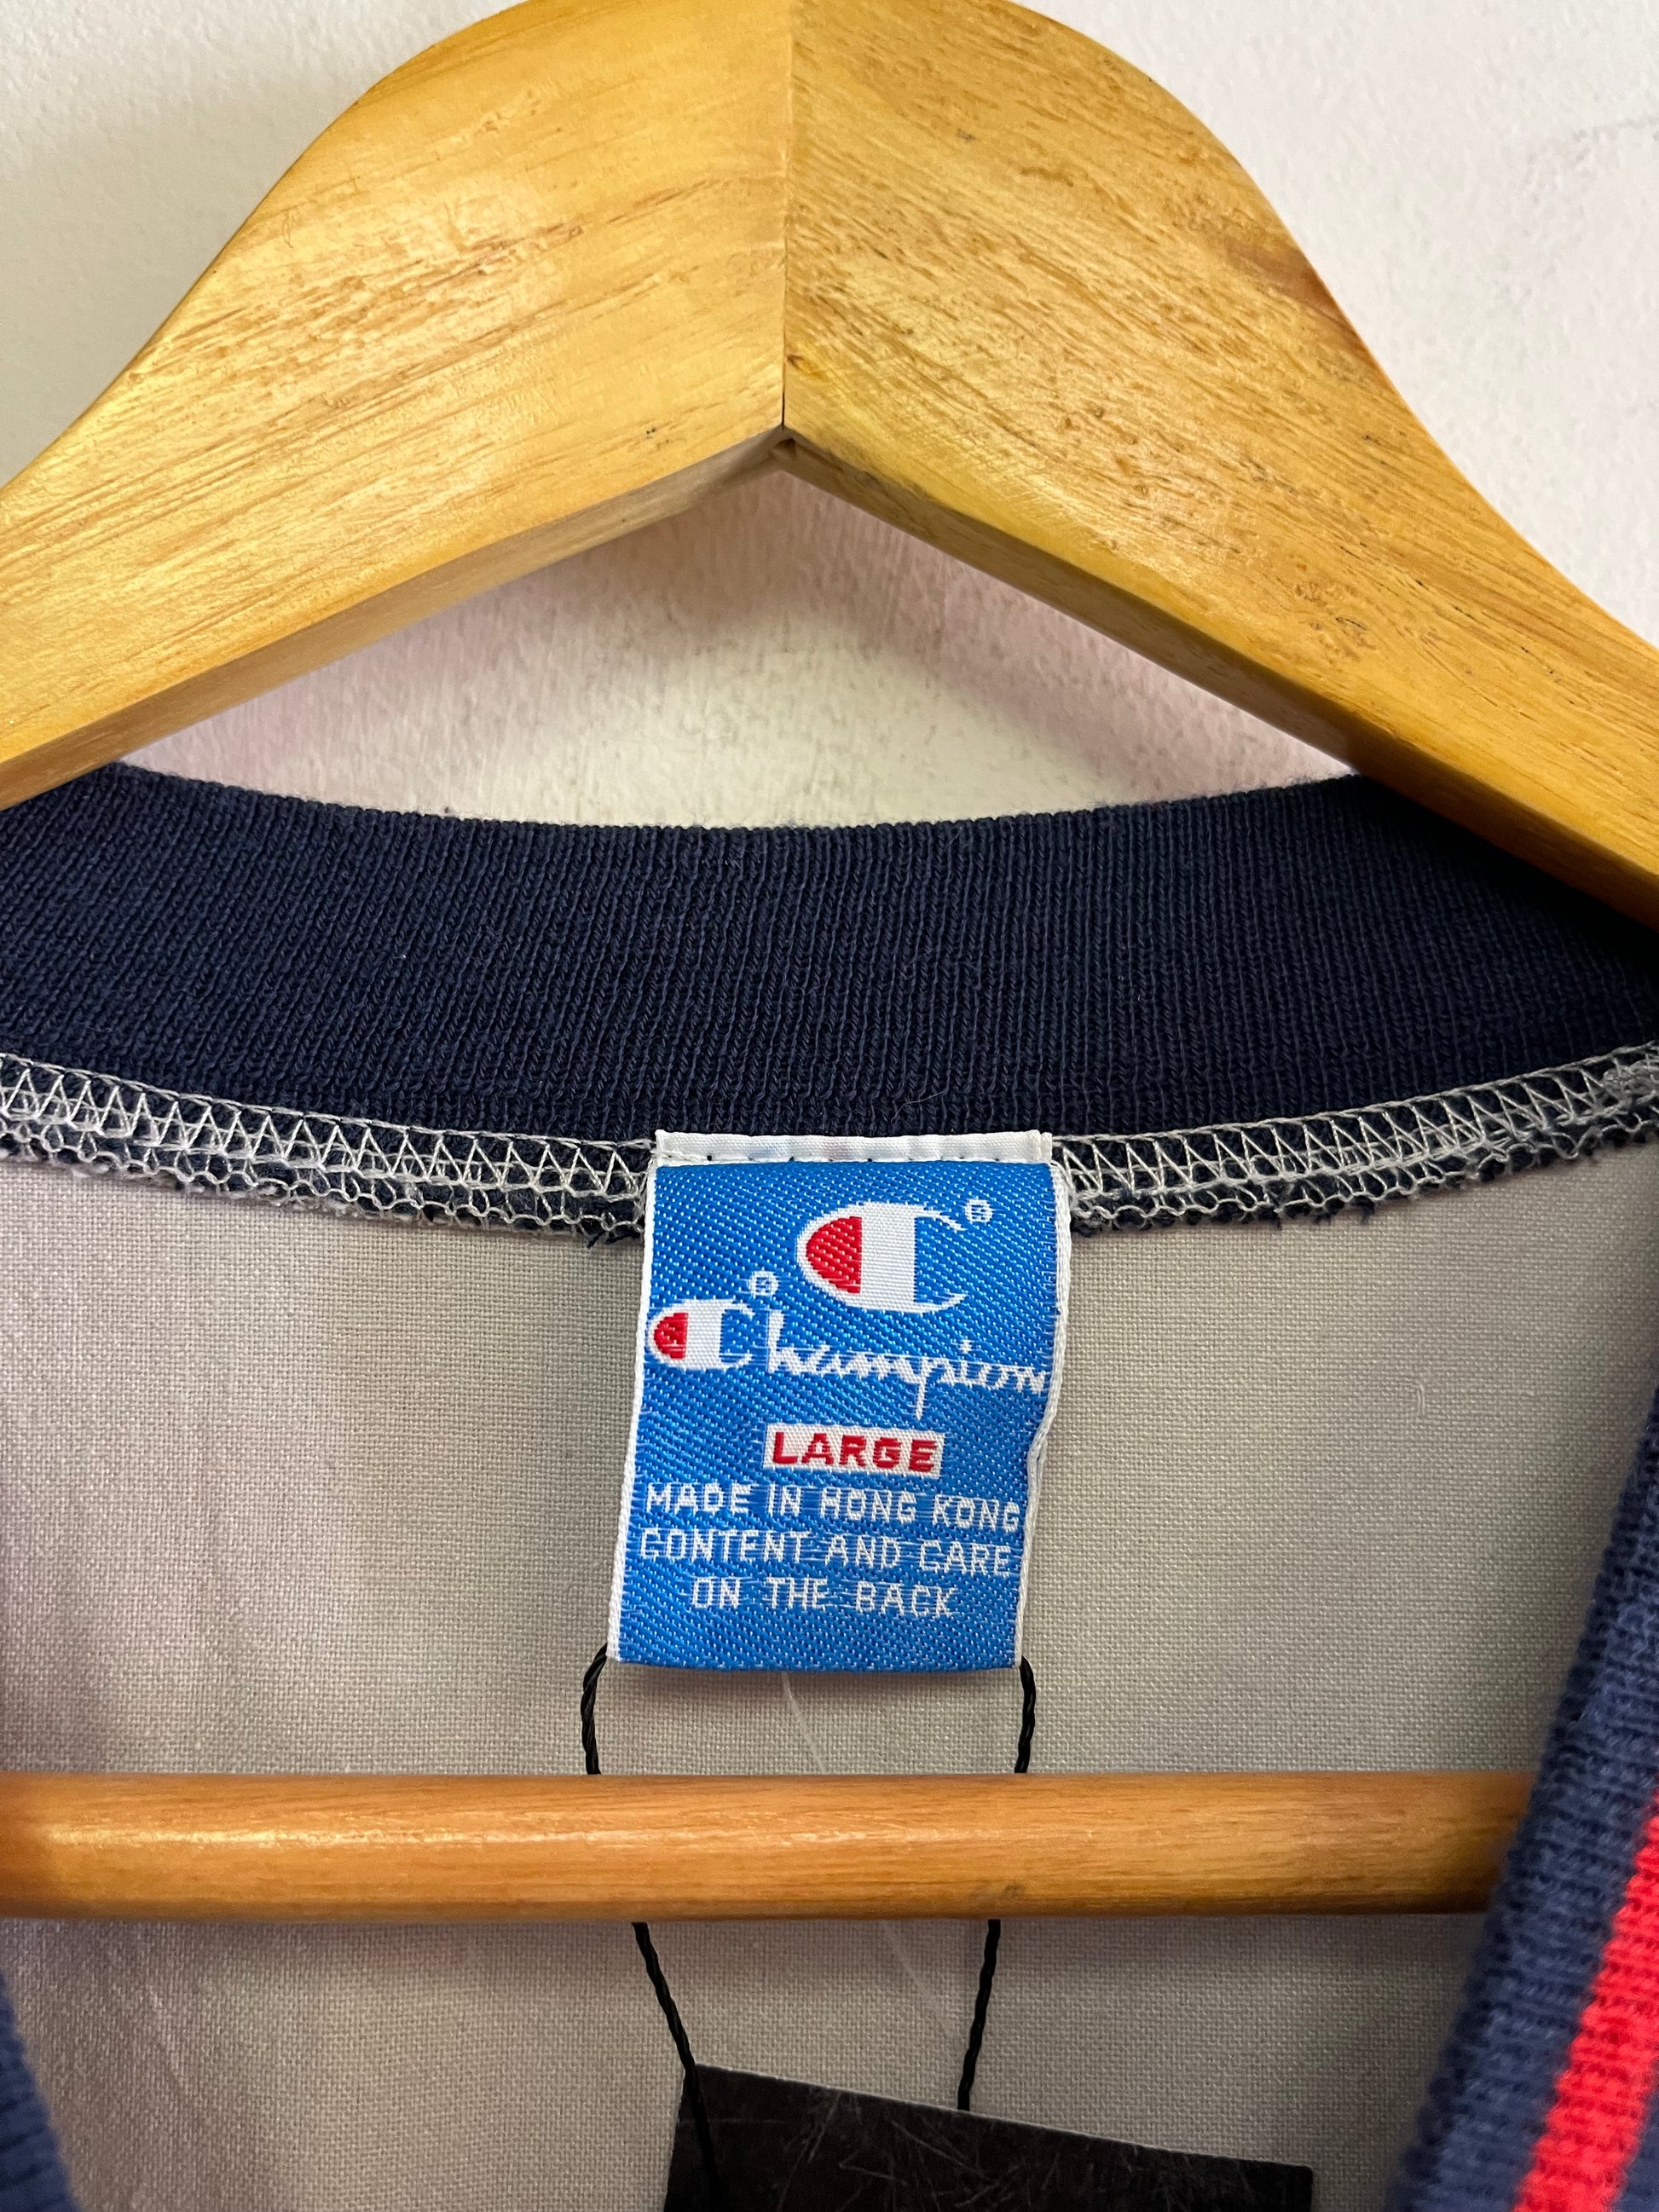 C®
Champion®
LARGE
MADE IN HONG KONG
CONTENT AND CARE
ON THE BACK